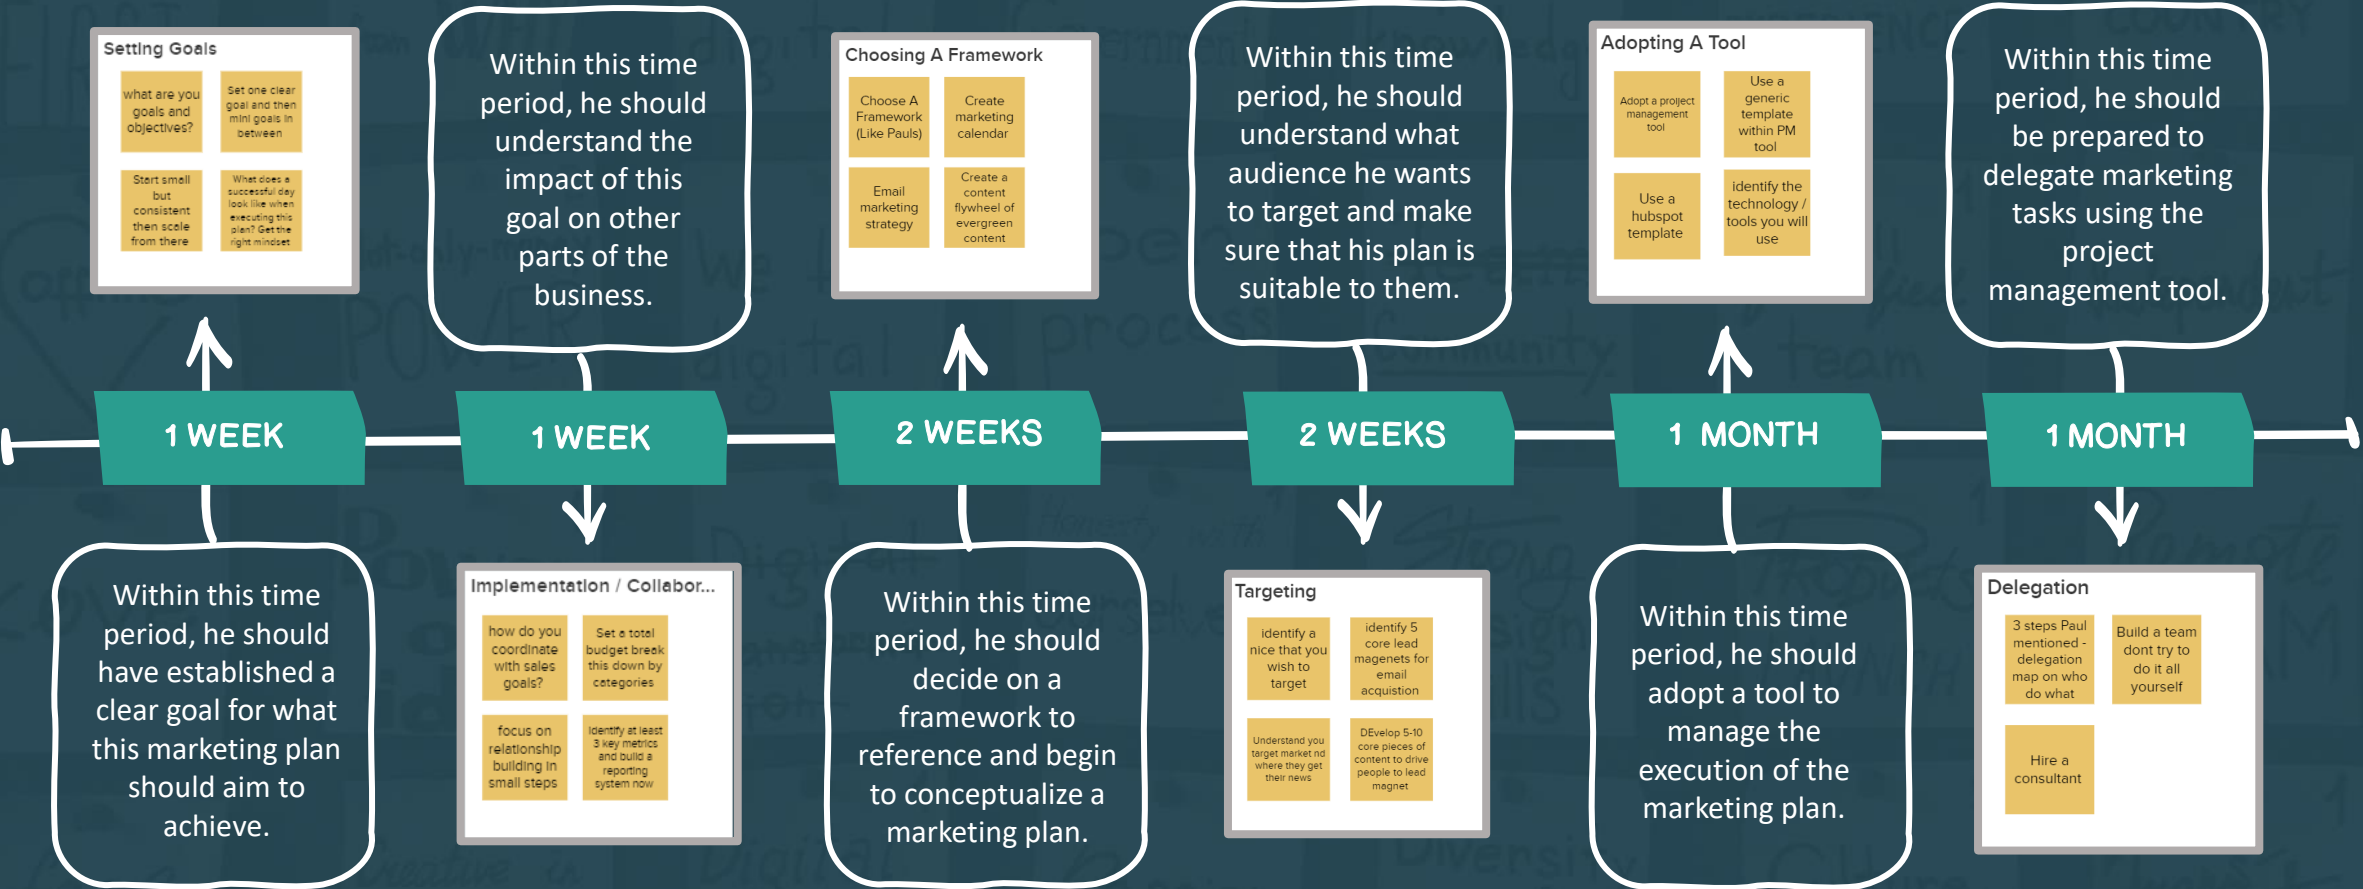 Setting Goals
what are you
goals and
objectives?
Set one clear
goal and then
mini goals in
between
Start small
but
consistent
then scale
from there
What does a
successful day
look like when
executing this
plan? Get the
right mindset
Within this time
period, he should
understand the
impact of this
goal on other
parts of the
business.
Choosing A Framework
Choose A
Framework
(Like Pauls)
Create
marketing
calendar
Email
marketing
strategy
Create a
content
flywheel of
evergreen
content
Within this time
period, he should
understand what
audience he wants
to target and make
sure that his plan is
suitable to them.
Adopting A Tool
Adopt a project
management
tool
Use a
generic
template
within PM
tool
Use a
hubspot
template
identify the
technology /
tools you will
use
Within this time
period, he should
be prepared to
delegate marketing
tasks using the
project
management tool.
1 WEEK
1 WEEK
2 WEEKS
2 WEEKS
1 MONTH
1 MONTH
Within this time
period, he should
have established a
clear goal for what
this marketing plan
should aim to
achieve.
Implementation / Collabor...
how do you
coordinate
with sales
goals?
Set a total
budget break
this down by
categories
focus on
relationship
building in
small steps
Identify at least
3 key metrics
and build a
reporting
system now
Within this time
period, he should
decide on a
framework to
reference and begin
to conceptualize a
marketing plan.
Targeting
identify a
nice that you
wish to
target
identify 5
core lead
magenets for
email
acquistion
Understand you
target market nd
where they get
their news
DEvelop 5-10
core pieces of
content to drive
people to lead
magnet
Within this time
period, he should
adopt a tool to
manage the
execution of the
marketing plan.
Delegation
3 steps Paul
mentioned -
delegation
map on who
do what
Build a team
dont try to
do it all
yourself
Hire a
consultant